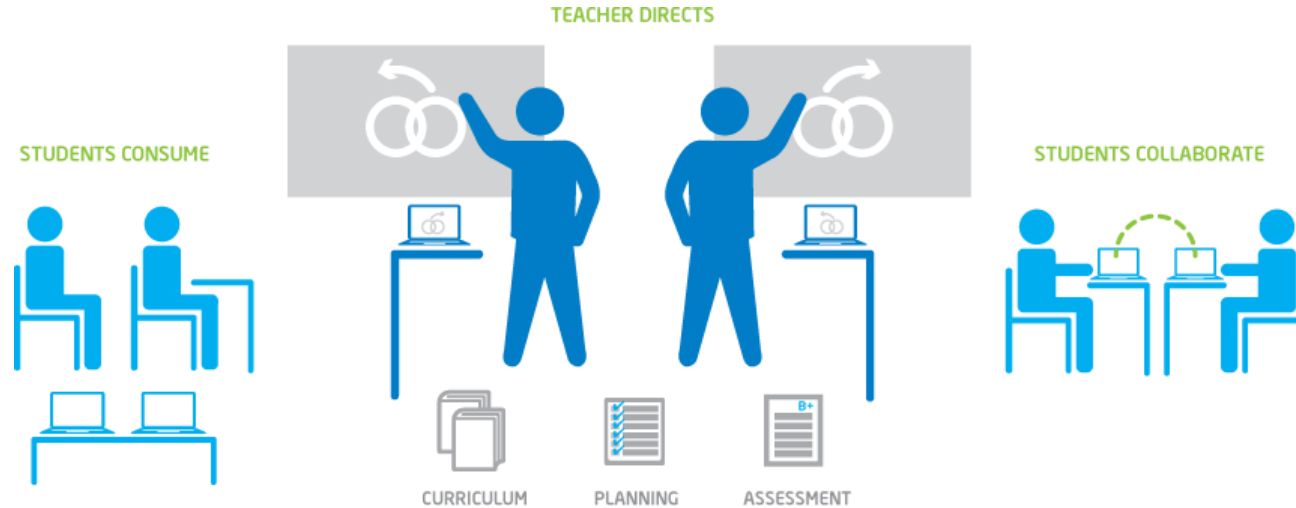 TEACHER DIRECTS
STUDENTS CONSUME
STUDENTS COLLABORATE
B+
CURRICULUM
PLANNING
ASSESSMENT